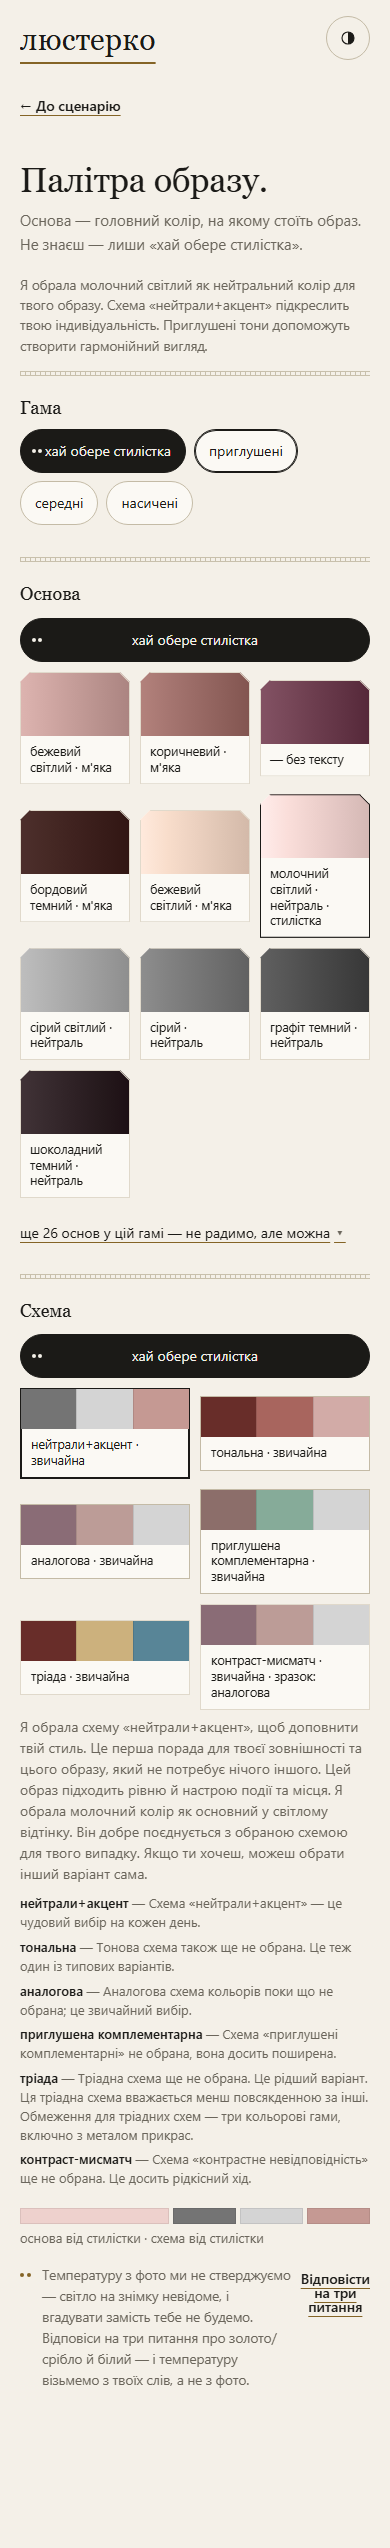 люстерко
← До сценарію
Палітра образу.
Основа — головний колір, на якому стоїть образ.
Не знаєш — лиши «хай обере стилістка».
Я обрала молочний світлий як нейтральний колір для
твого образу. Схема «нейтрали+акцент» підкреслить
твою індивідуальність. Приглушені тони допоможуть
створити гармонійний вигляд.
Гама
хай обере стилістка
приглушені
середні
насичені
Основа
хай обере стилістка
бежевий
світлий · м'яка
коричневий ·
м'яка
— без тексту
бордовий
темний · м'яка
бежевий
світлий · м'яка
молочний
світлий ·
нейтраль ·
стилістка
сірий світлий ·
нейтраль
сірий ·
нейтраль
графіт темний ·
нейтраль
шоколадний
темний ·
нейтраль
ще 26 основ у цій гамі — не радимо, але можна ▾
Схема
хай обере стилістка
нейтрали+акцент ·
звичайна
тональна · звичайна
аналогова · звичайна
приглушена
комплементарна ·
звичайна
тріада · звичайна
контраст-мисматч ·
звичайна · зразок:
аналогова
Я обрала схему «нейтрали+акцент», щоб доповнити
твій стиль. Це перша порада для твоєї зовнішності та
цього образу, який не потребує нічого іншого. Цей
образ підходить рівню й настрою події та місця. Я
обрала молочний колір як основний у світлому
відтінку. Він добре поєднується з обраною схемою
для твого випадку. Якщо ти хочеш, можеш обрати
інший варіант сама.
нейтрали+акцент — Схема «нейтрали+акцент» — це
чудовий вибір на кожен день.
тональна — Тонова схема також ще не обрана. Це теж
один із типових варіантів.
аналогова — Аналогова схема кольорів поки що не
обрана; це звичайний вибір.
приглушена комплементарна — Схема «приглушені
комплементарні» не обрана, вона досить поширена.
тріада — Тріадна схема ще не обрана. Це рідший варіант.
Ця тріадна схема вважається менш повсякденною за інші.
Обмеження для тріадних схем — три кольорові гами,
включно з металом прикрас.
контраст-мисматч — Схема «контрастне невідповідність»
ще не обрана. Це досить рідкісний хід.
основа від стилістки · схема від стилістки
Температуру з фото ми не стверджуємо
— світло на знімку невідоме, і
вгадувати замість тебе не будемо.
Відповіси на три питання про золото/
срібло й білий — і температуру
візьмемо з твоїх слів, а не з фото.
Відповісти
на три
питання